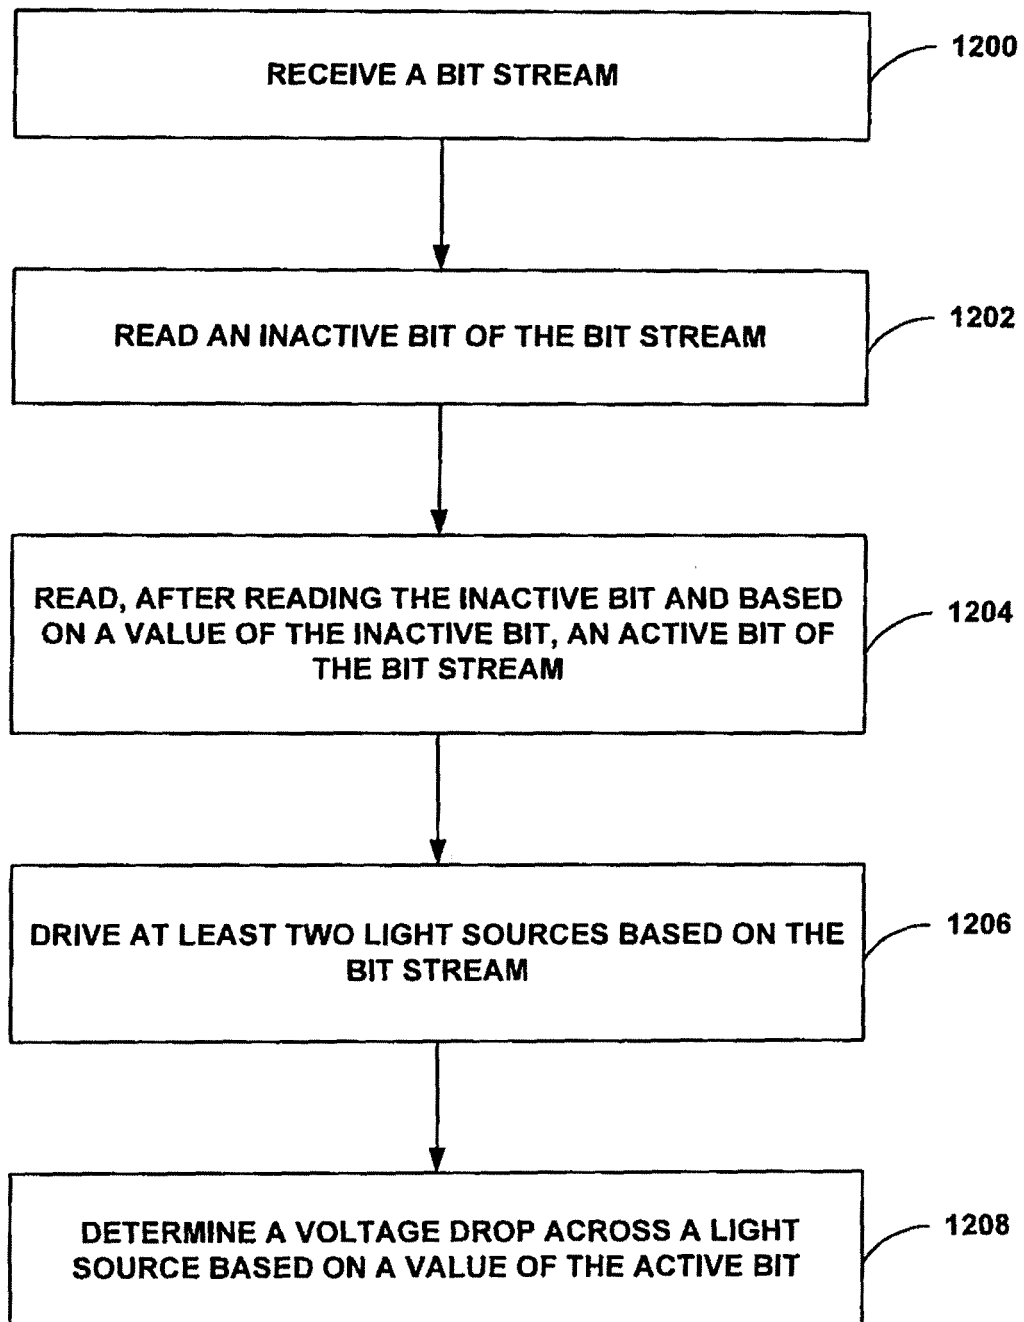 RECEIVE A BIT STREAM
1200
READ AN INACTIVE BIT OF THE BIT STREAM
1202
READ, AFTER READING THE INACTIVE BIT AND BASED
ON A VALUE OF THE INACTIVE BIT, AN ACTIVE BIT OF
THE BIT STREAM
1204
DRIVE AT LEAST TWO LIGHT SOURCES BASED ON THE
BIT STREAM
1206
DETERMINE A VOLTAGE DROP ACROSS A LIGHT
SOURCE BASED ON A VALUE OF THE ACTIVE BIT
1208